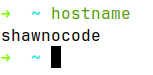 ➜  ~ hostname
shawnocode
➜  ~